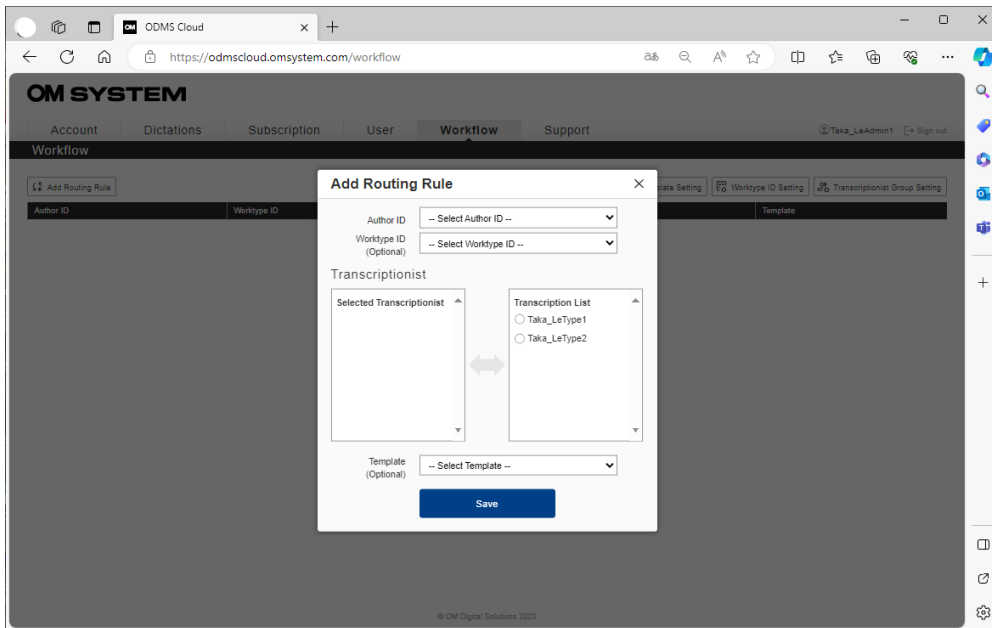 OM ODMS Cloud
https://odmscloud.omsystem.com/workflow
OM SYSTEM
Account Dictations Subscription User Workflow Support Taka_LeAdmin1 Sign out
Workflow
Add Routing Rule
Add Routing Rule
plate Setting Worktype ID Setting Transcriptionist Group Setting
Author ID Worktype ID Template
Author ID -- Select Author ID --
Worktype ID
(Optional) -- Select Worktype ID --
Transcriptionist
Selected Transcriptionist Transcription List
Taka_LeType1
Taka_LeType2
Template
(Optional) -- Select Template --
Save
© OM Digital Solutions 2023